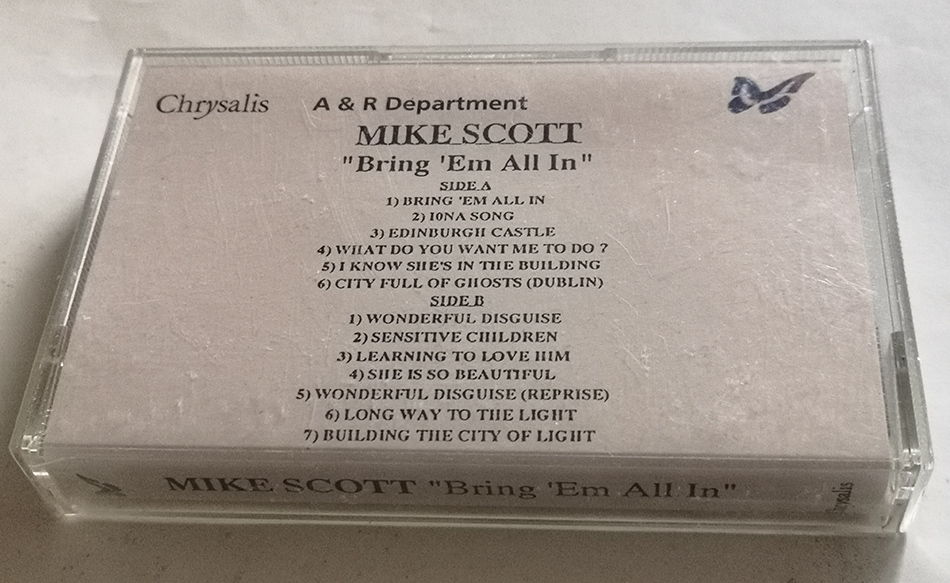 Chrysalis A & R Department
MIKE SCOTT
"Bring 'Em All In"
SIDE A
1) BRING 'EM ALL IN
2) I0NA SONG
3) EDINBURGH CASTLE
4) WHAT DO YOU WANT ME TO DO ?
5) I KNOW SHE'S IN THE BUILDING
6) CITY FULL OF GHOSTS (DUBLIN)
SIDE B
1) WONDERFUL DISGUISE
2) SENSITIVE CHILDREN
3) LEARNING TO LOVE HIM
4) SHE IS SO BEAUTIFUL
5) WONDERFUL DISGUISE (REPRISE)
6) LONG WAY TO THE LIGHT
7) BUILDING THE CITY OF LIGHT
MIKE SCOTT "Bring 'Em All In"
Chrysalis